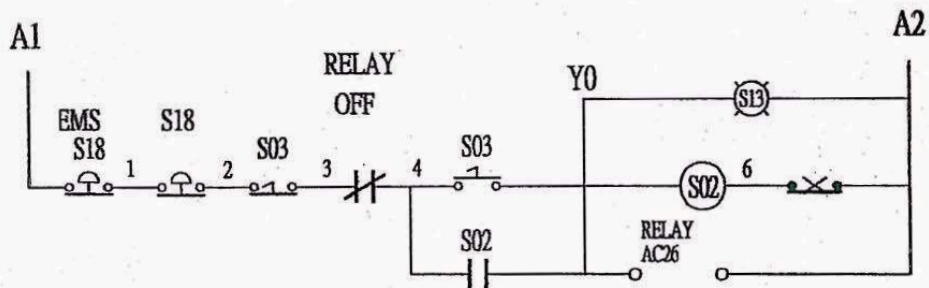 A1
A2
RELAY
OFF
Y0
S13
EMS
S18
S18
S03
S03
1
2
3
4
S02
6
S02
RELAY
AC26